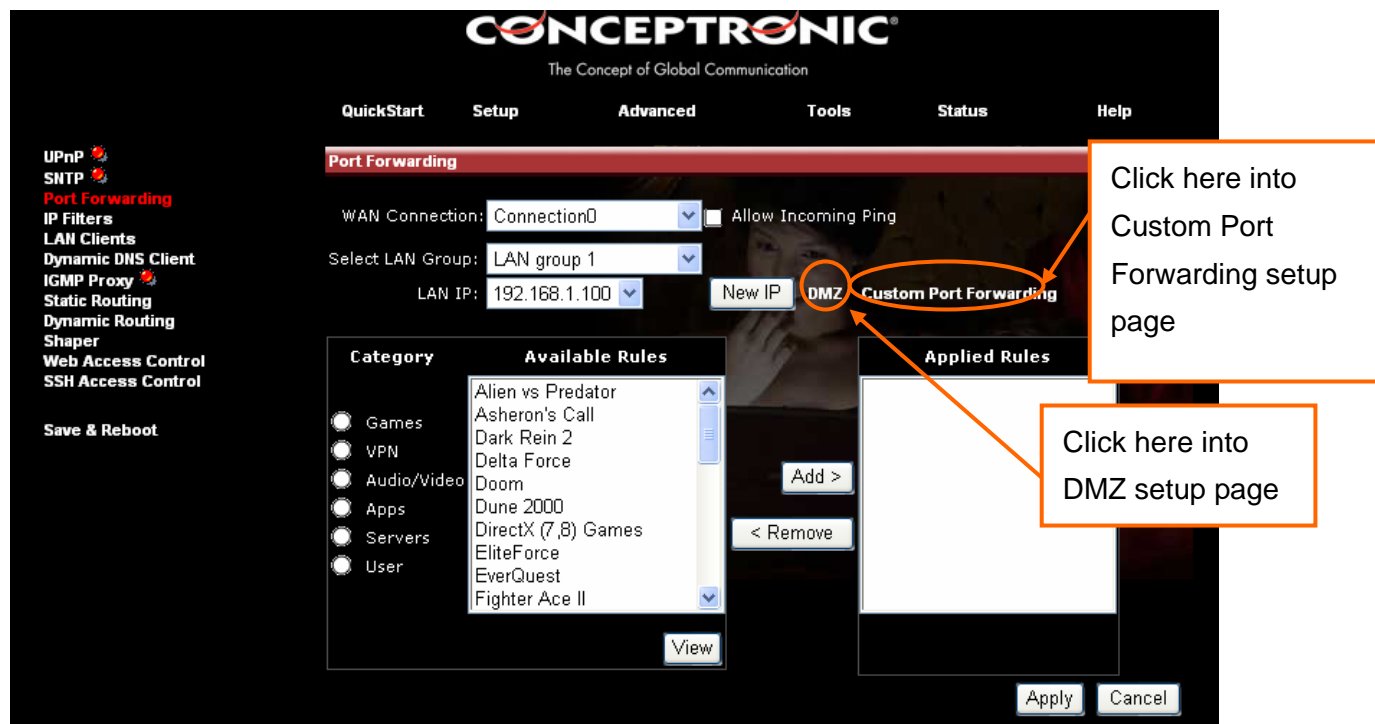 CONCEPTRONIC®
The Concept of Global Communication
QuickStart Setup Advanced Tools Status Help
UPnP
SNTP
Port Forwarding
IP Filters
LAN Clients
Dynamic DNS Client
IGMP Proxy
Static Routing
Dynamic Routing
Shaper
Web Access Control
SSH Access Control
Save & Reboot
Port Forwarding
WAN Connection: Connection0 Allow Incoming Ping
Select LAN Group: LAN group 1
LAN IP: 192.168.1.100 New IP DMZ Custom Port Forwarding
Category Available Rules Applied Rules
Games
VPN
Audio/Video
Apps
Servers
User
Alien vs Predator
Asheron's Call
Dark Rein 2
Delta Force
Doom
Dune 2000
DirectX (7,8) Games
EliteForce
EverQuest
Fighter Ace II
Add >
< Remove
View
Apply Cancel
Click here into
Custom Port
Forwarding setup
page
Click here into
DMZ setup page